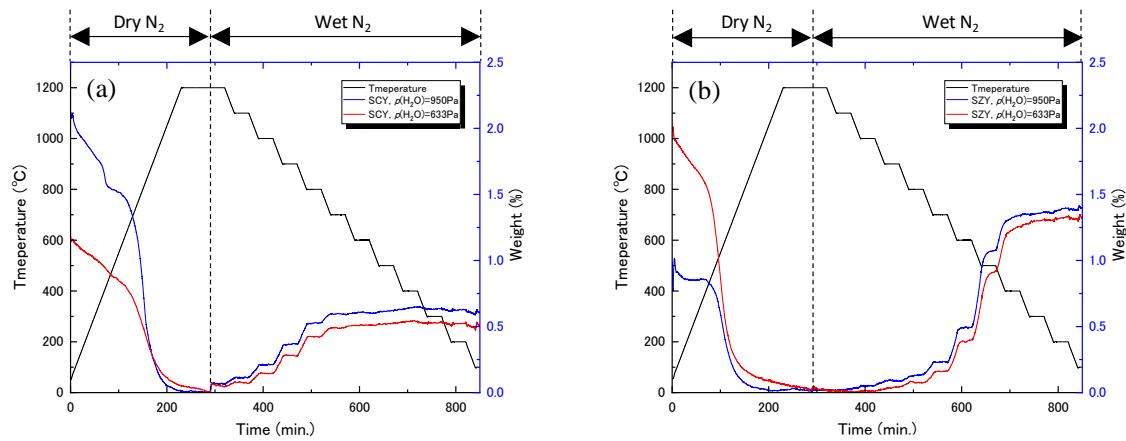 Dry N2
Wet N2
(a)
Tmeperature
SCY, p(H2O)=950Pa
SCY, p(H2O)=633Pa
Tmeperature (°C)
1200
1000
800
600
400
200
0
Weight (%)
2.5
2.0
1.5
1.0
0.5
0.0
0
200
400
600
800
Time (min.)
Dry N2
Wet N2
(b)
Tmeperature
SZY, p(H2O)=950Pa
SZY, p(H2O)=633Pa
Tmeperature (°C)
1200
1000
800
600
400
200
0
Weight (%)
2.5
2.0
1.5
1.0
0.5
0.0
0
200
400
600
800
Time (min.)